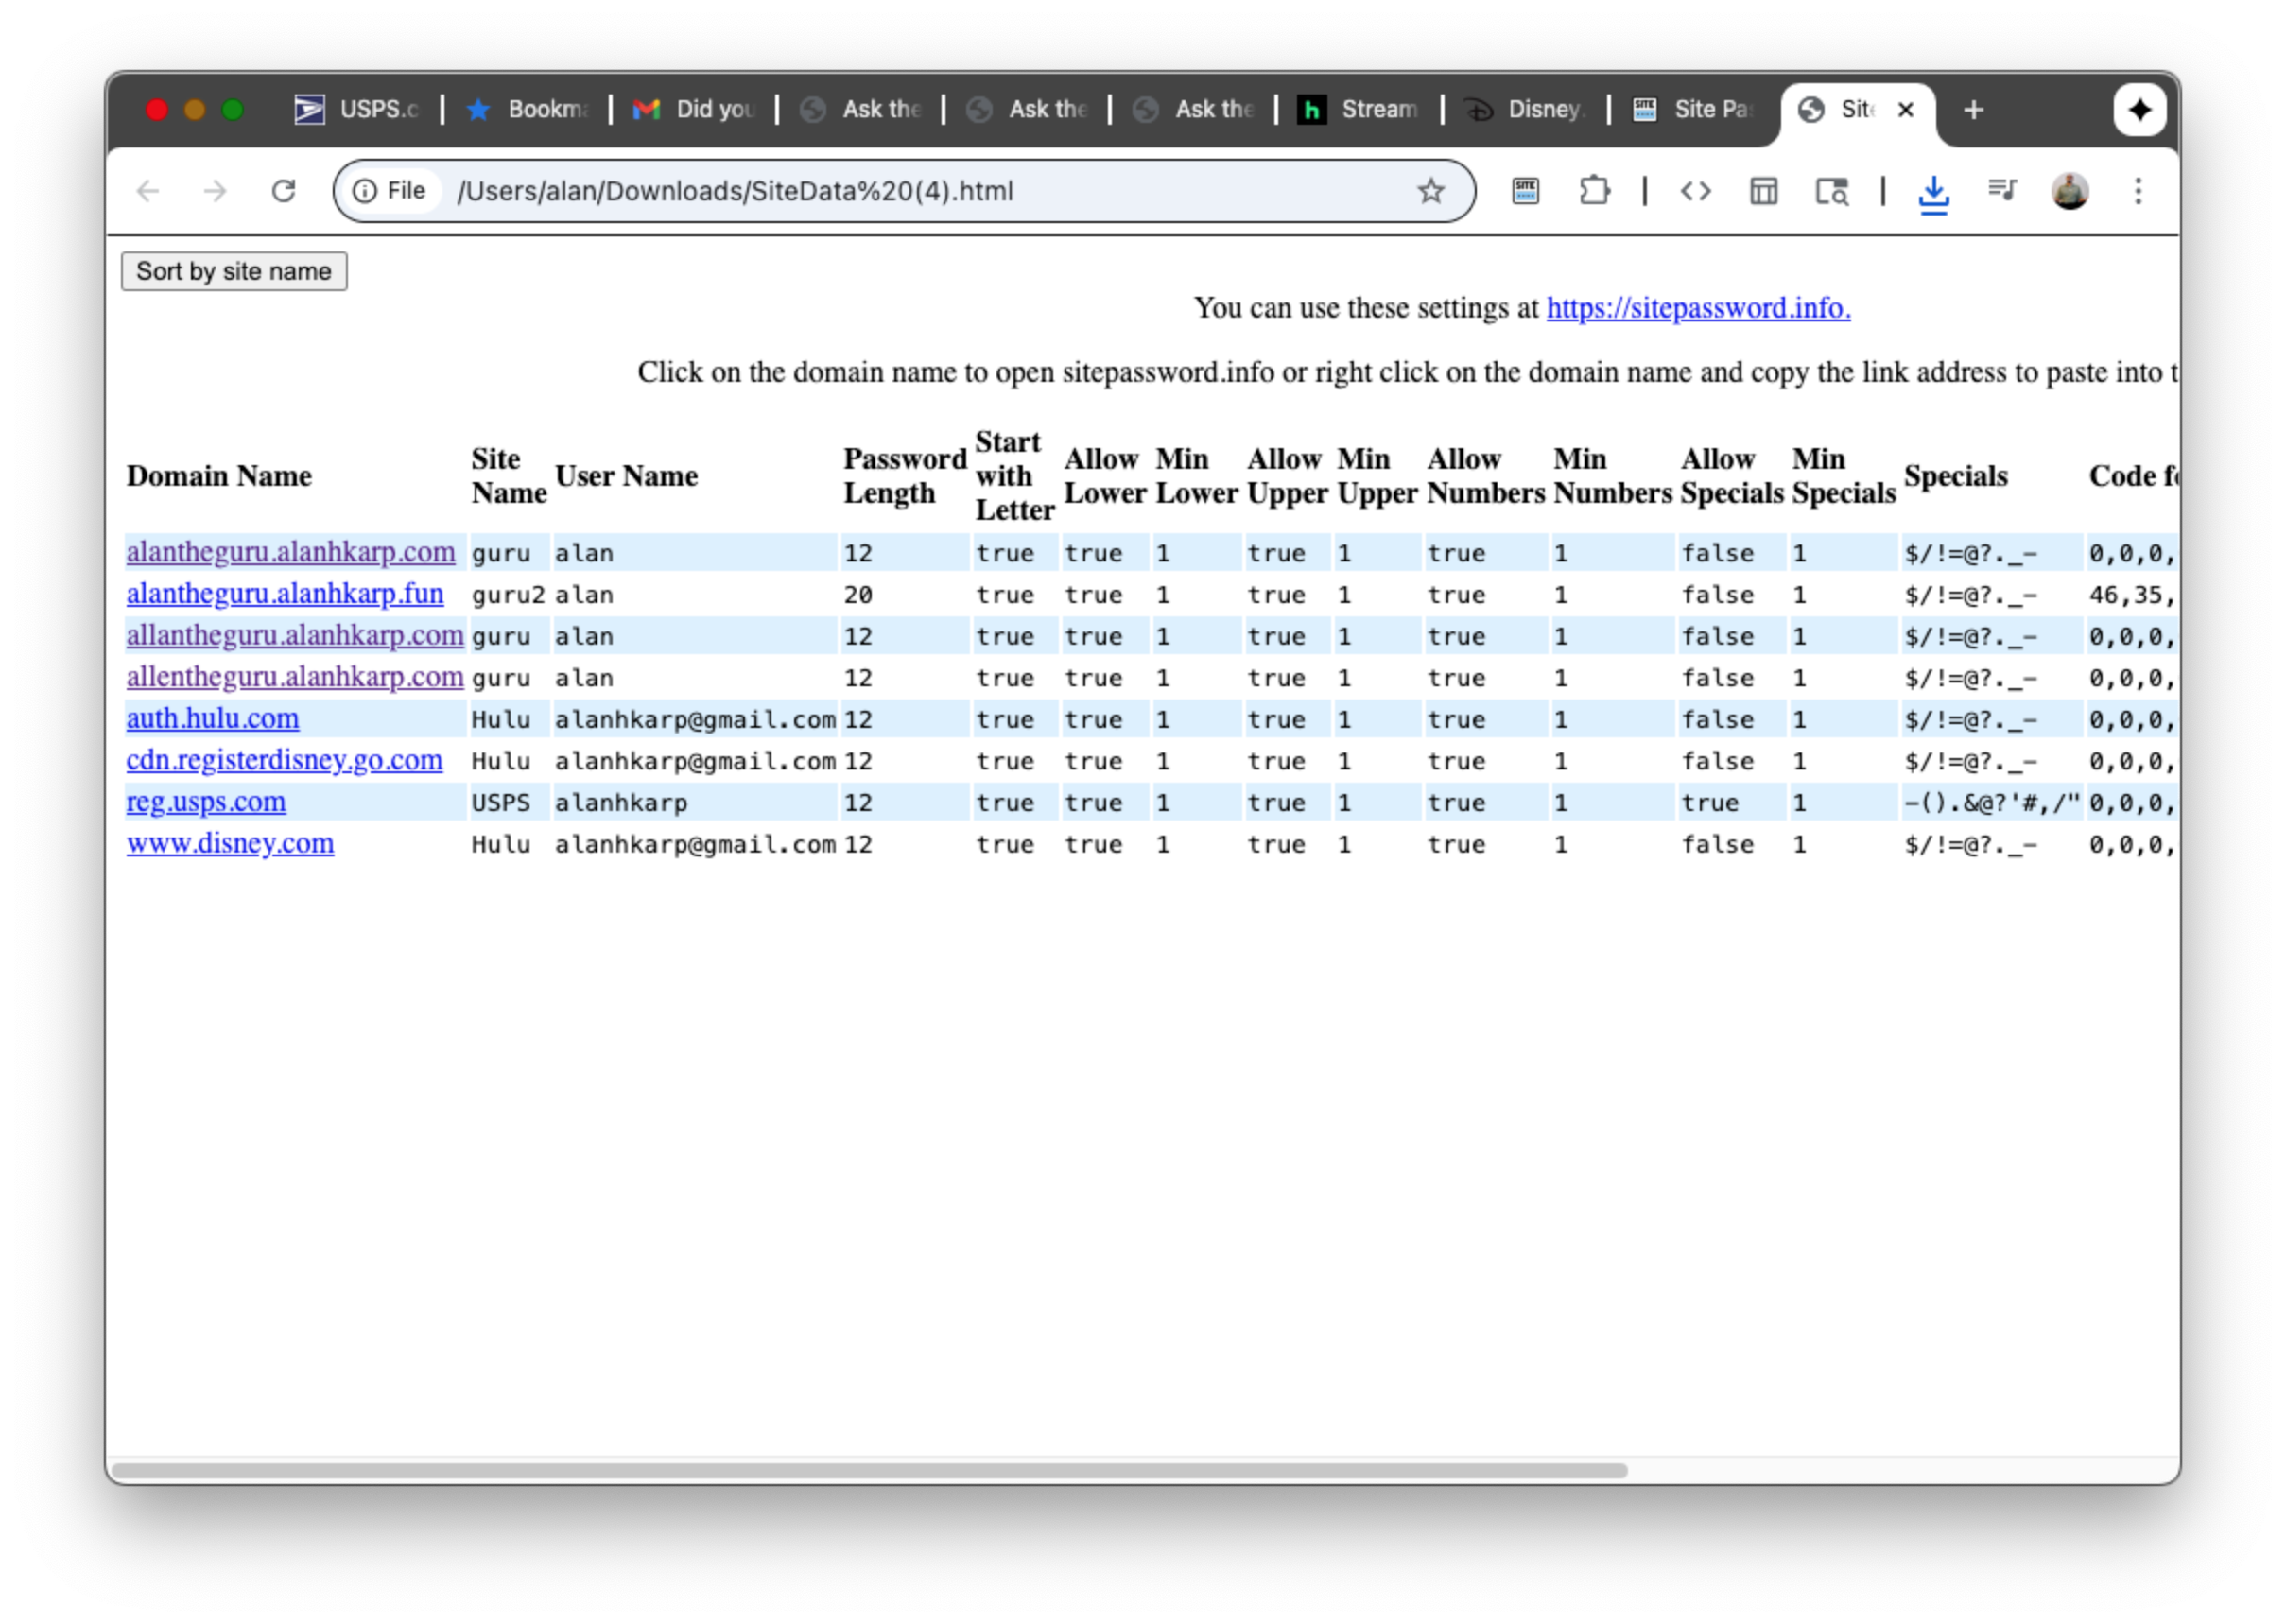 USPS.c Bookma Did you Ask the Ask the Ask the Stream Disney. Site Pa Sit
File /Users/alan/Downloads/SiteData%20(4).html
Sort by site name
You can use these settings at https://sitepassword.info.
Click on the domain name to open sitepassword.info or right click on the domain name and copy the link address to paste into t
Domain Name Site Name User Name Password Length Start with Letter Allow Lower Min Lower Allow Upper Min Upper Allow Numbers Min Numbers Allow Specials Min Specials Specials Code fo
alantheguru.alanhkarp.com guru alan 12 true true 1 true 1 true 1 false 1 $/!=@?._- 0,0,0,
alantheguru.alanhkarp.fun guru2 alan 20 true true 1 true 1 true 1 false 1 $/!=@?._- 46,35,
allantheguru.alanhkarp.com guru alan 12 true true 1 true 1 true 1 false 1 $/!=@?._- 0,0,0,
allentheguru.alanhkarp.com guru alan 12 true true 1 true 1 true 1 false 1 $/!=@?._- 0,0,0,
auth.hulu.com Hulu alanhkarp@gmail.com 12 true true 1 true 1 true 1 false 1 $/!=@?._- 0,0,0,
cdn.registerdisney.go.com Hulu alanhkarp@gmail.com 12 true true 1 true 1 true 1 false 1 $/!=@?._- 0,0,0,
reg.usps.com USPS alanhkarp 12 true true 1 true 1 true 1 true 1 -().&@?'#,/" 0,0,0,
www.disney.com Hulu alanhkarp@gmail.com 12 true true 1 true 1 true 1 false 1 $/!=@?._- 0,0,0,